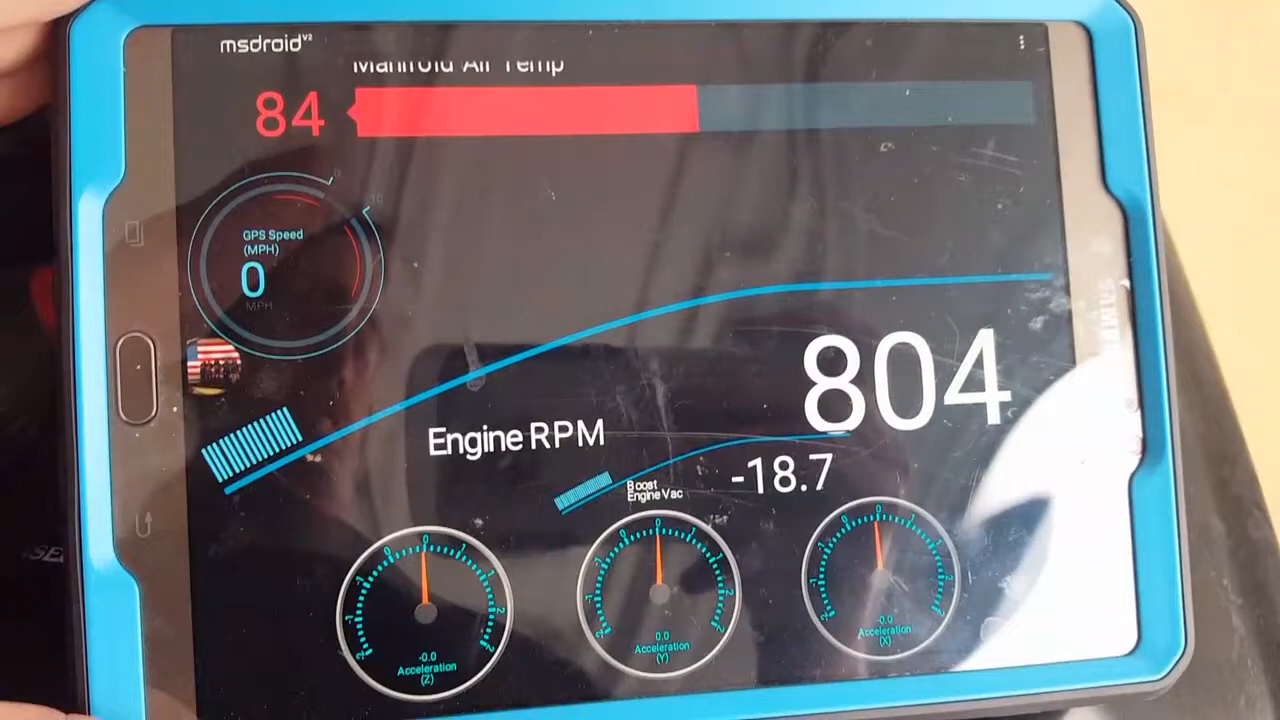 msdroid V2
Manifold Air Temp
84
GPS Speed
(MPH)
0
MPH
804
Engine RPM
-18.7
Boost
Engine Vac
-0.0
Acceleration
(Z)
0.0
Acceleration
(Y)
-0.0
Acceleration
(X)